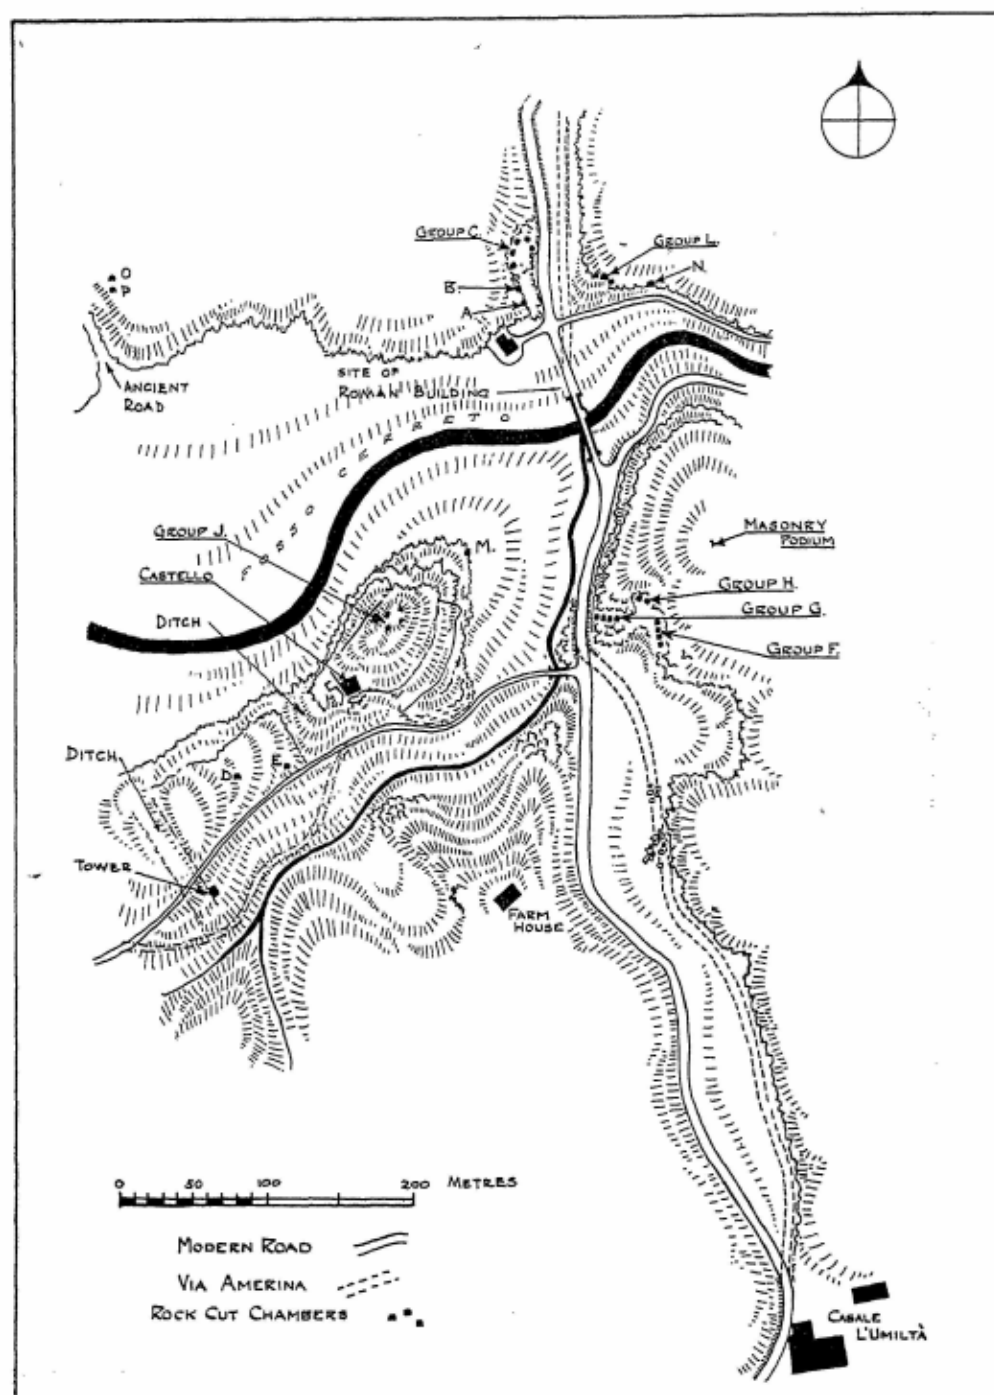 GROUP C.
GROUP L.
N.
B.
A
O
P
ANCIENT
ROAD
SITE OF
ROMAN BUILDING
FOSSO CERRETO
GROUP J.
CASTELLO
DITCH
M.
MASONRY
PODIUM
GROUP H.
GROUP G.
GROUP F.
DITCH
D
E
TOWER
FARM
HOUSE
0 50 100 200 METRES
MODERN ROAD
VIA AMERINA
ROCK CUT CHAMBERS
CASALE
L'UMILTÀ